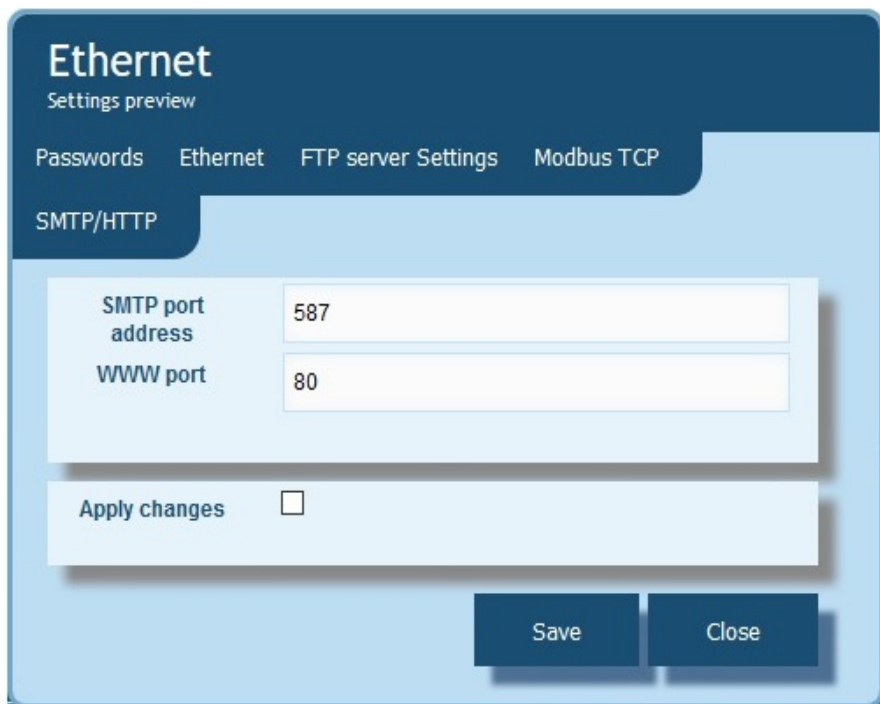 Ethernet
Settings preview
Passwords Ethernet FTP server Settings Modbus TCP
SMTP/HTTP
SMTP port
address
587
WWW port
80
Apply changes
Save Close